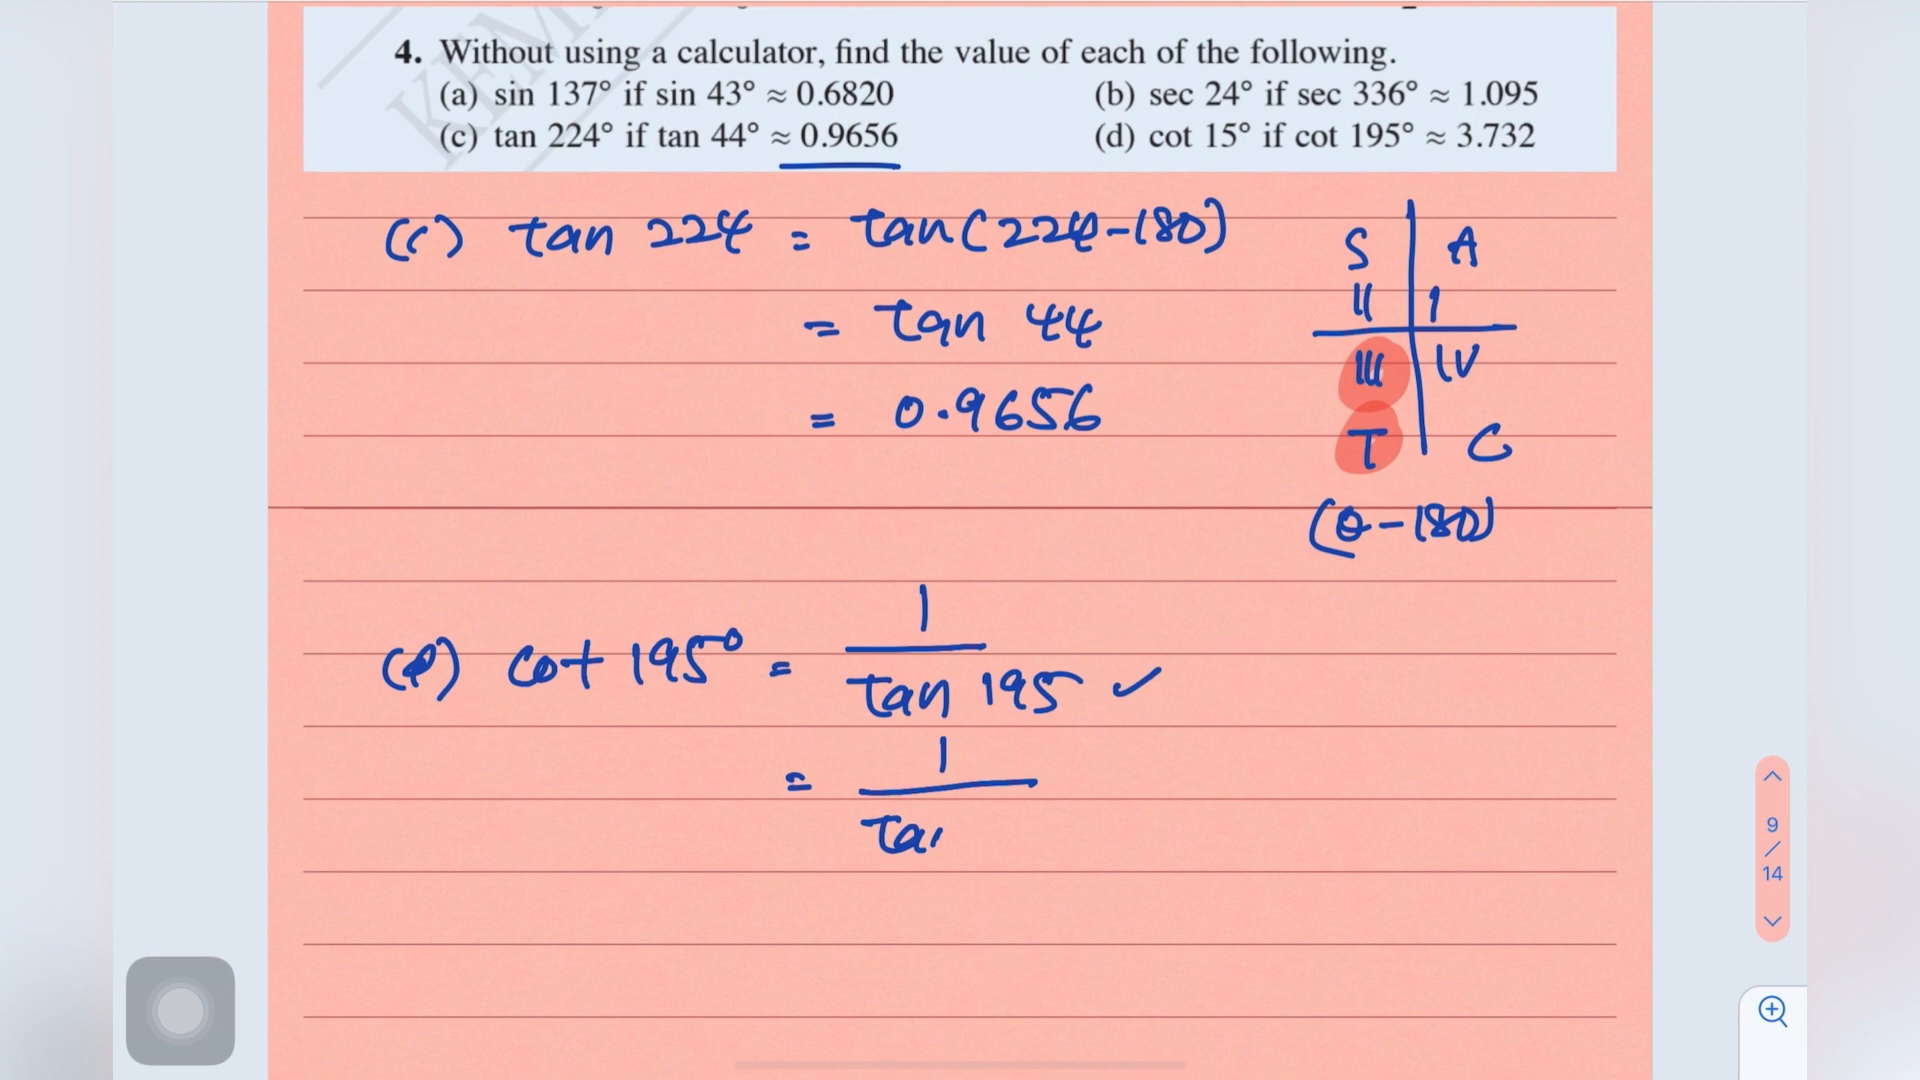 4. Without using a calculator, find the value of each of the following.
(a) sin 137° if sin 43° ≈ 0.6820 (b) sec 24° if sec 336° ≈ 1.095
(c) tan 224° if tan 44° ≈ 0.9656 (d) cot 15° if cot 195° ≈ 3.732
(c) tan 224 = tan(224-180)
= tan 44
= 0.9656
S A
II I
III IV
T C
(θ-180)
(d) cot 195° = 1
tan 195 ✓
= 1
tan
9
/
14